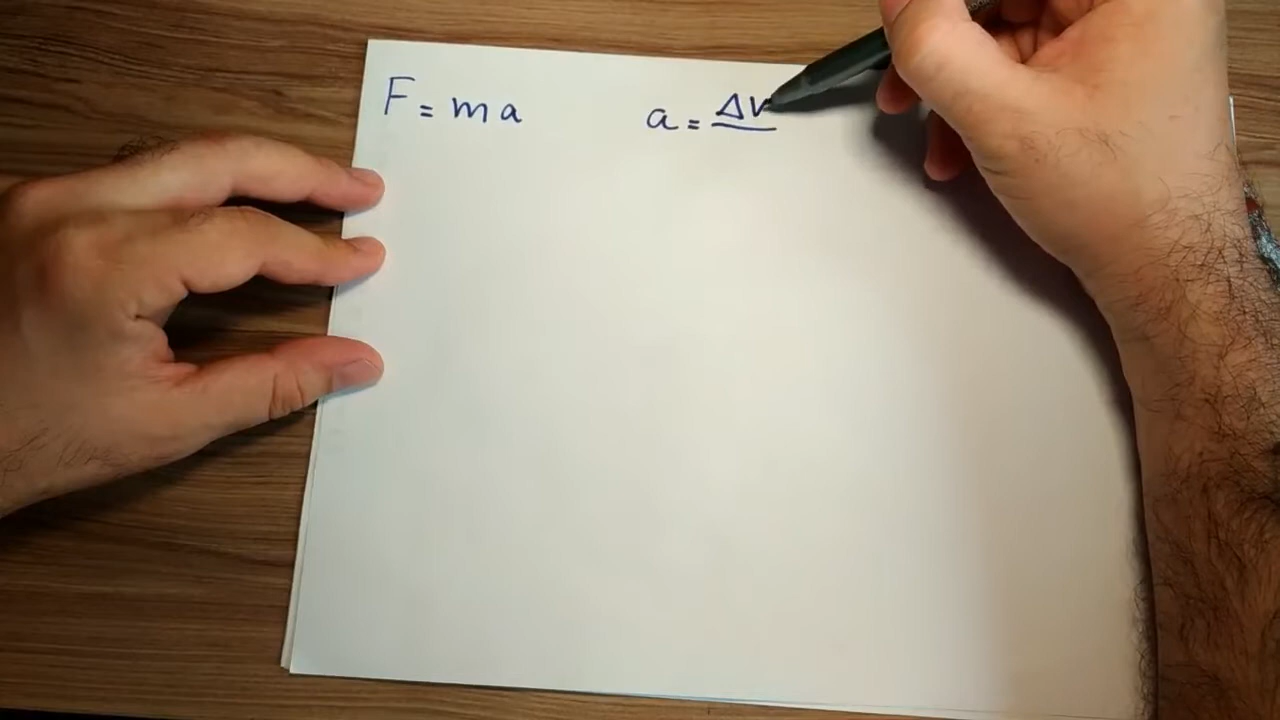 F = ma a = ΔV